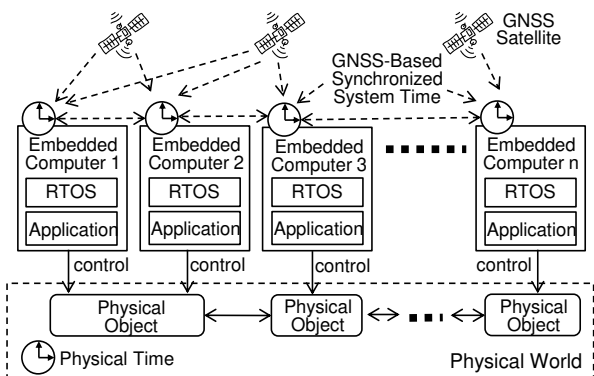 GNSS
Satellite
GNSS-Based
Synchronized
System Time
Embedded
Computer 1
RTOS
Application
Embedded
Computer 2
RTOS
Application
Embedded
Computer 3
RTOS
Application
Embedded
Computer n
RTOS
Application
control
control
control
control
Physical
Object
Physical
Object
Physical
Object
Physical Time
Physical World